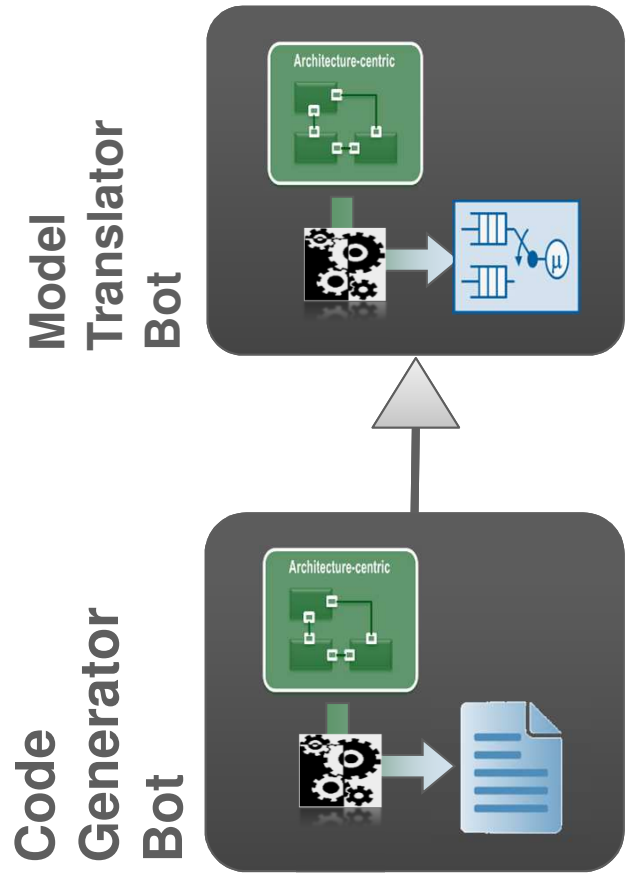 Model
Translator
Bot
Architecture-centric
μ
Code
Generator
Bot
Architecture-centric